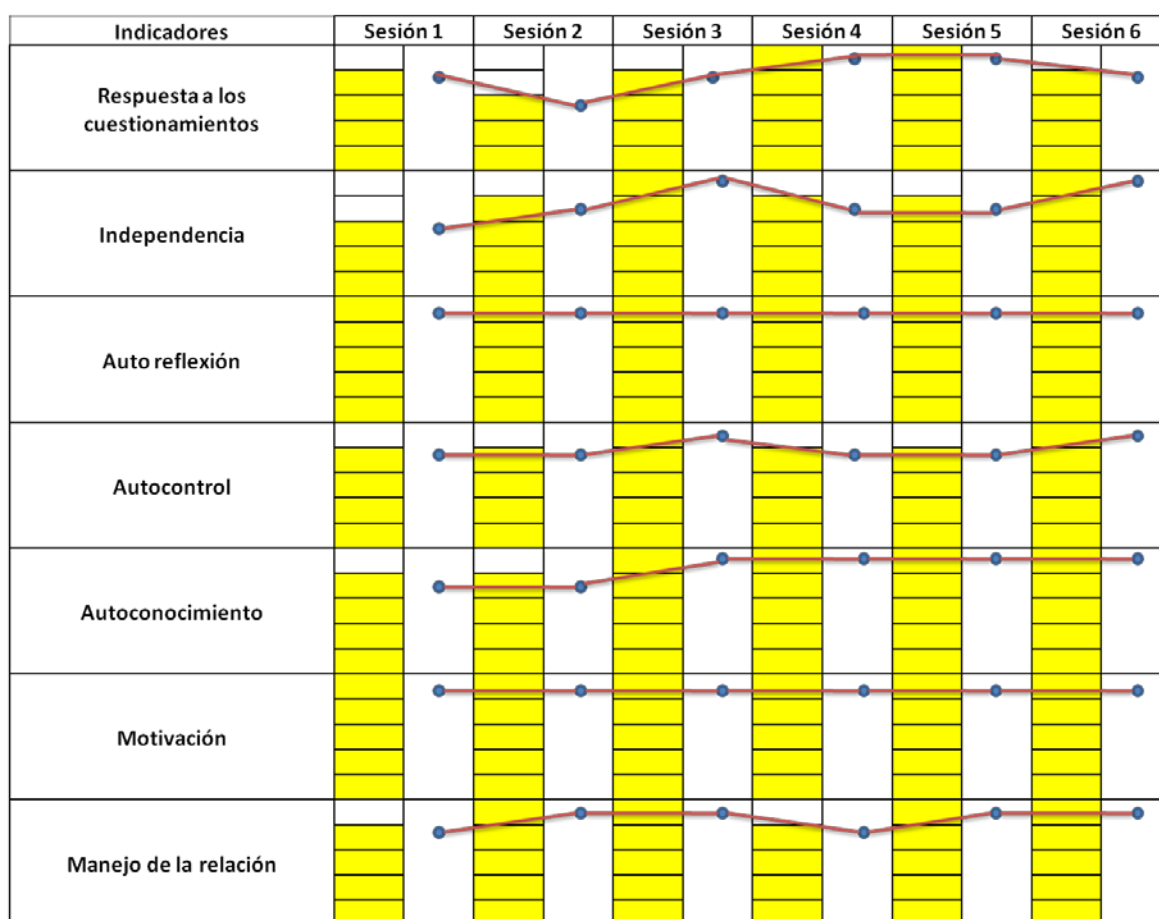 Indicadores Sesión 1 Sesión 2 Sesión 3 Sesión 4 Sesión 5 Sesión 6
Respuesta a los
cuestionamientos
Independencia
Auto reflexión
Autocontrol
Autoconocimiento
Motivación
Manejo de la relación